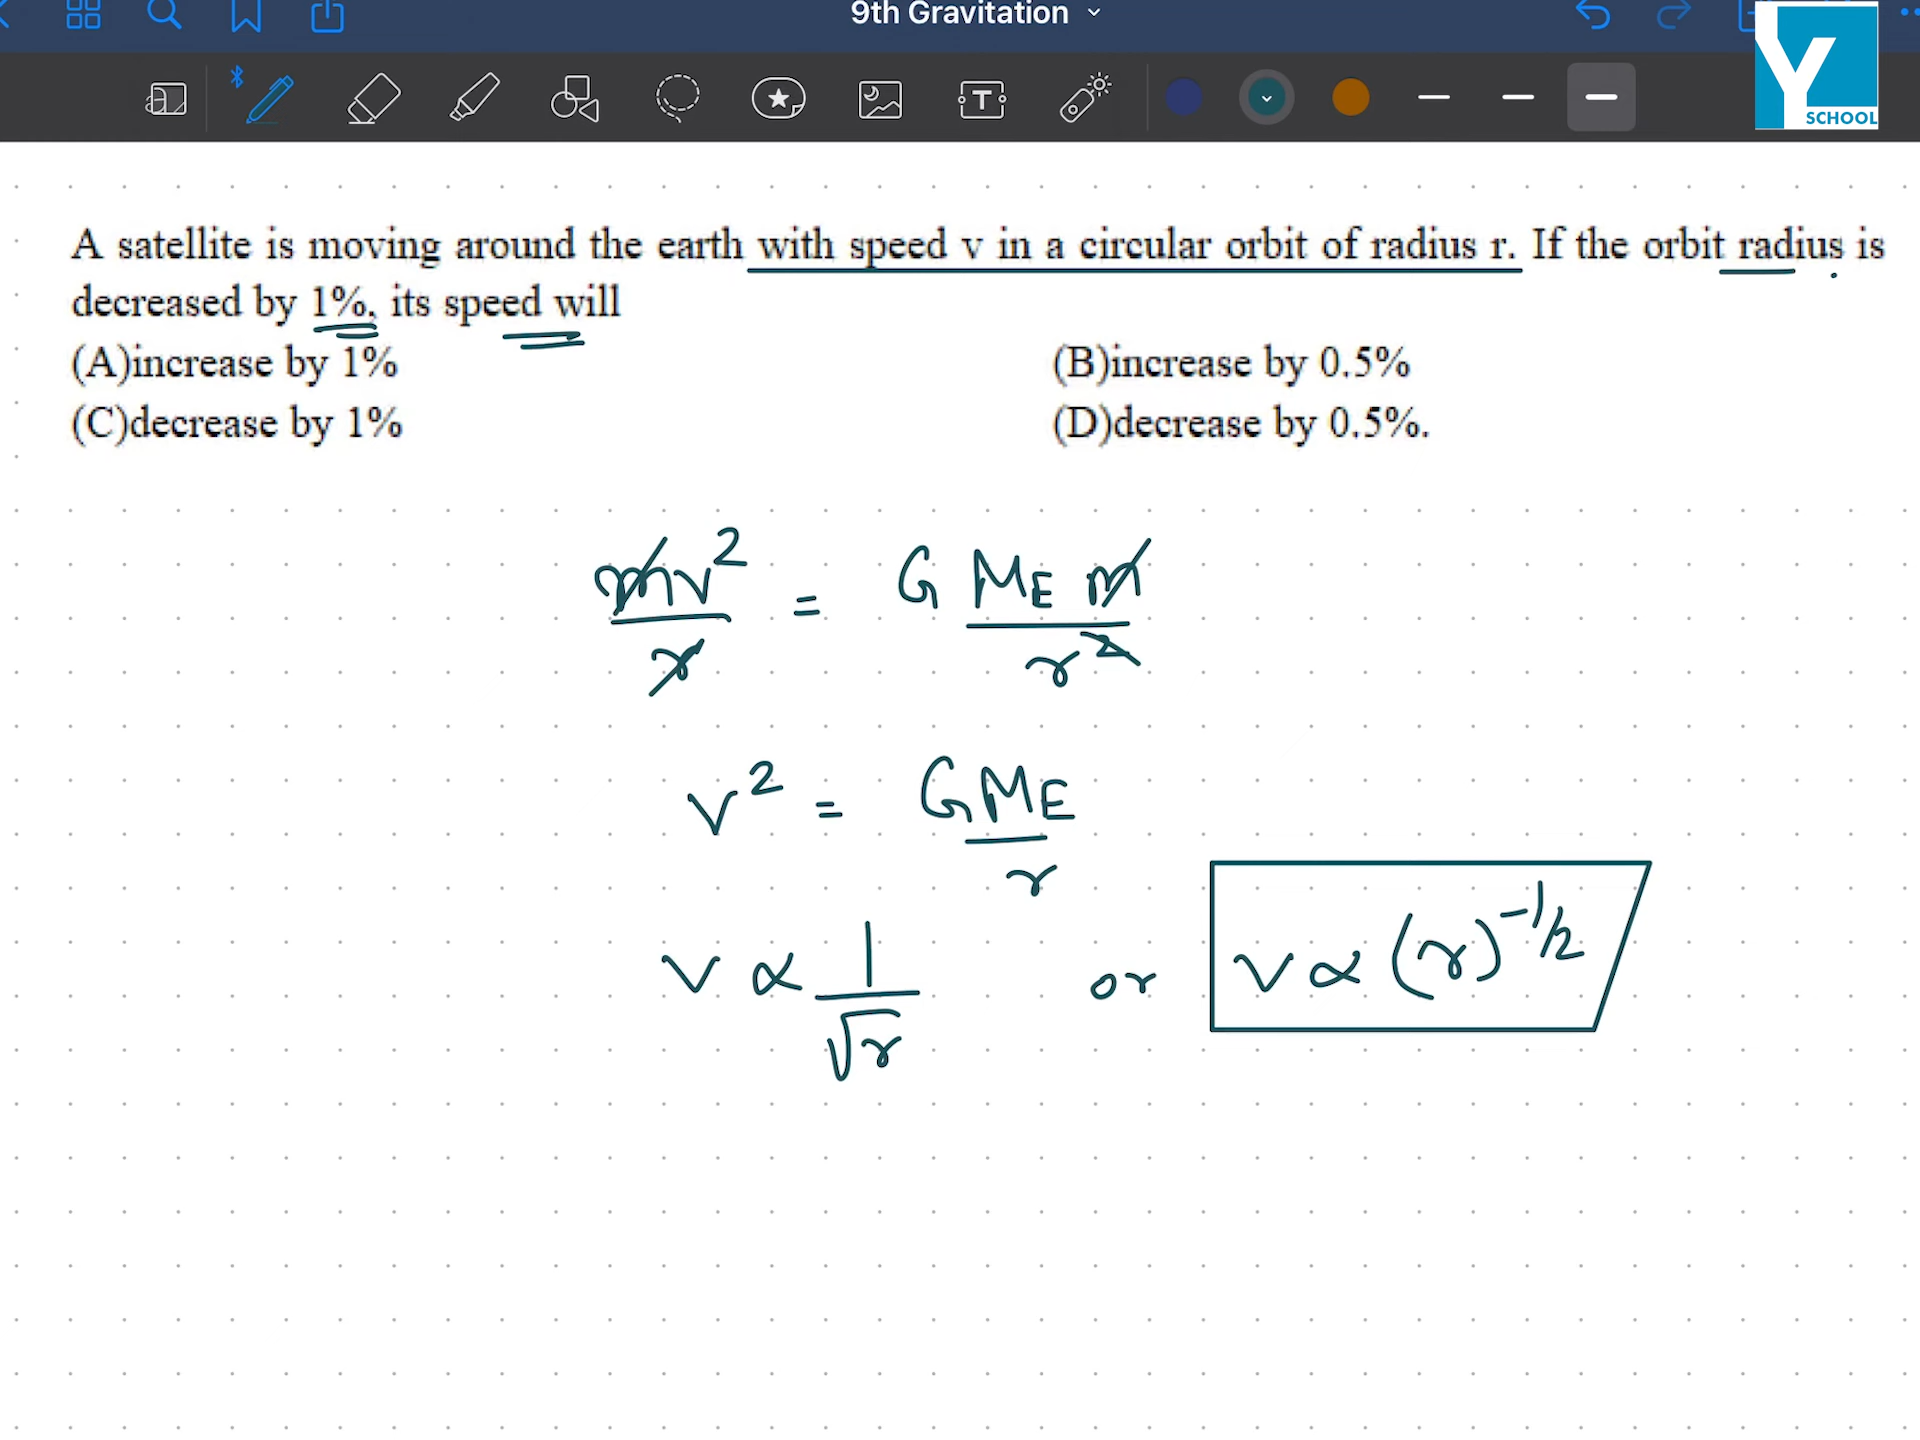 9th Gravitation
Y
SCHOOL
A satellite is moving around the earth with speed v in a circular orbit of radius r. If the orbit radius is
decreased by 1%, its speed will
(A)increase by 1%
(B)increase by 0.5%
(C)decrease by 1%
(D)decrease by 0.5%.
mv²/r = G M_E m/r²
v² = GM_E/r
v ∝ 1/√r or v ∝ (r)^-1/2